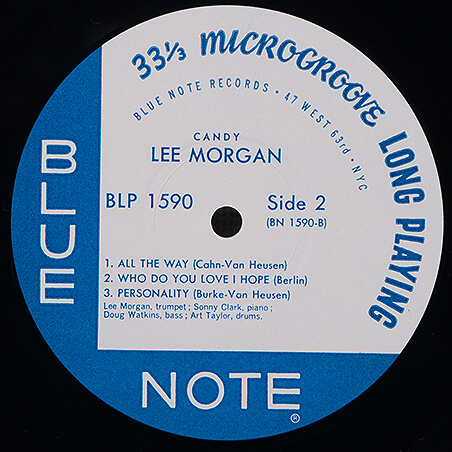 33⅓ MICROGROOVE LONG PLAYING
BLUE NOTE RECORDS • 47 WEST 63rd • NYC
CANDY
LEE MORGAN
BLP 1590
Side 2
(BN 1590-B)
1. ALL THE WAY (Cahn-Van Heusen)
2. WHO DO YOU LOVE I HOPE (Berlin)
3. PERSONALITY (Burke-Van Heusen)
Lee Morgan, trumpet; Sonny Clark, piano;
Doug Watkins, bass; Art Taylor, drums.
BLUE
NOTE
®